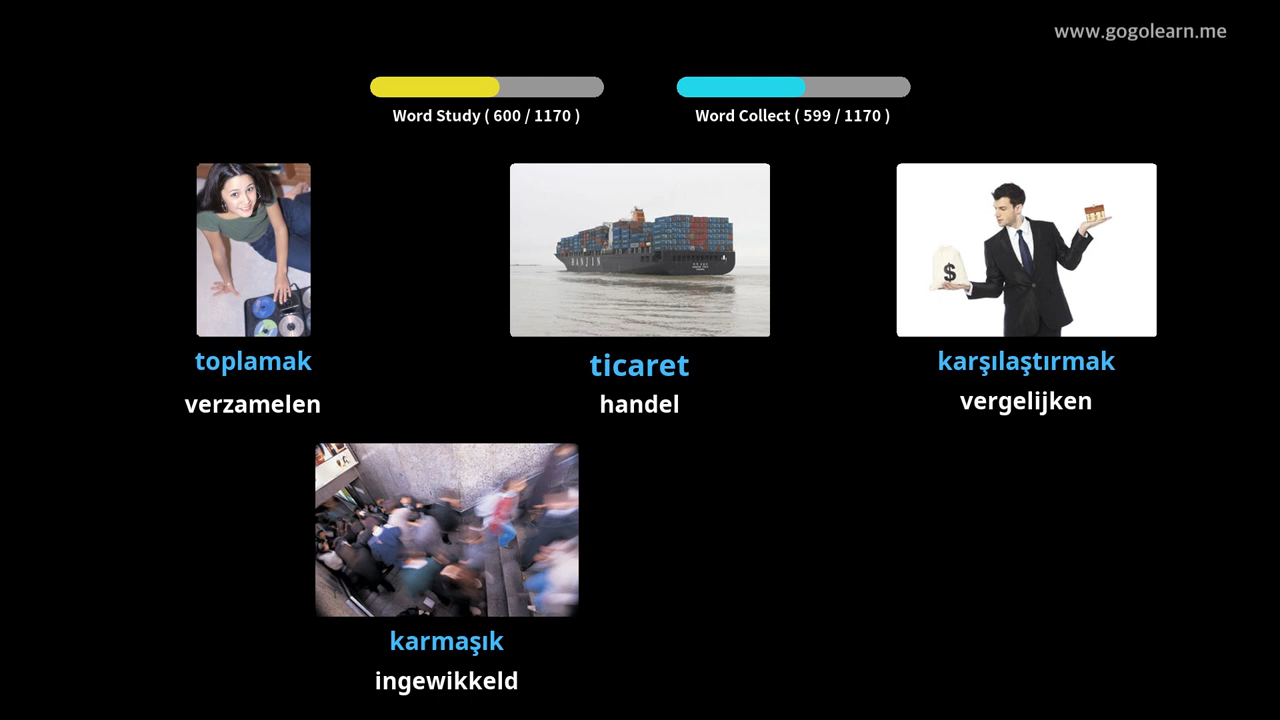 www.gogolearn.me
Word Study ( 600 / 1170 )
Word Collect ( 599 / 1170 )
HANJIN
$
toplamak
ticaret
karşılaştırmak
verzamelen
handel
vergelijken
karmaşık
ingewikkeld